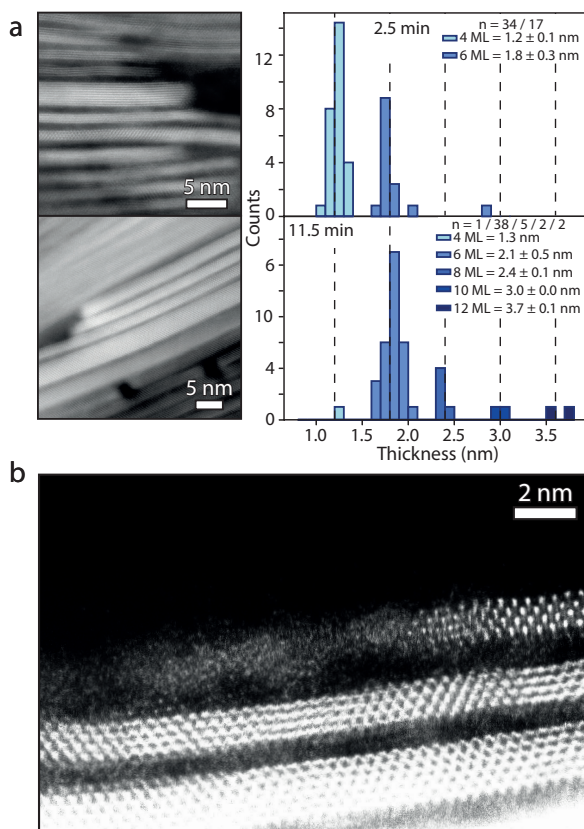 a
5 nm
5 nm
Counts
12
8
4
0
2.5 min
n = 34 / 17
4 ML = 1.2 ± 0.1 nm
6 ML = 1.8 ± 0.3 nm
11.5 min
n = 1 / 38 / 5 / 2 / 2
4 ML = 1.3 nm
6 ML = 2.1 ± 0.5 nm
8 ML = 2.4 ± 0.1 nm
10 ML = 3.0 ± 0.0 nm
12 ML = 3.7 ± 0.1 nm
6
10
4
0
1.0 1.5 2.0 2.5 3.0 3.5
Thickness (nm)
b
2 nm